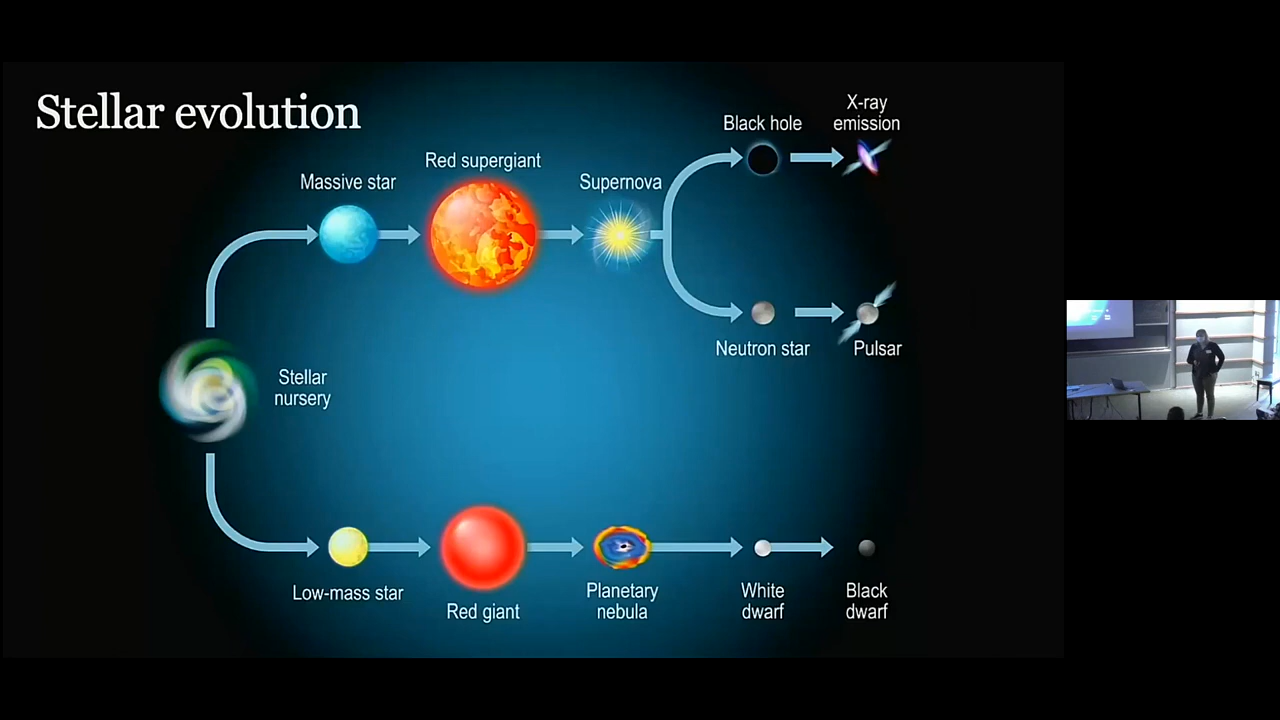 Stellar evolution
Massive star
Red supergiant
Supernova
Black hole
X-ray
emission
Neutron star
Pulsar
Stellar
nursery
Low-mass star
Red giant
Planetary
nebula
White
dwarf
Black
dwarf